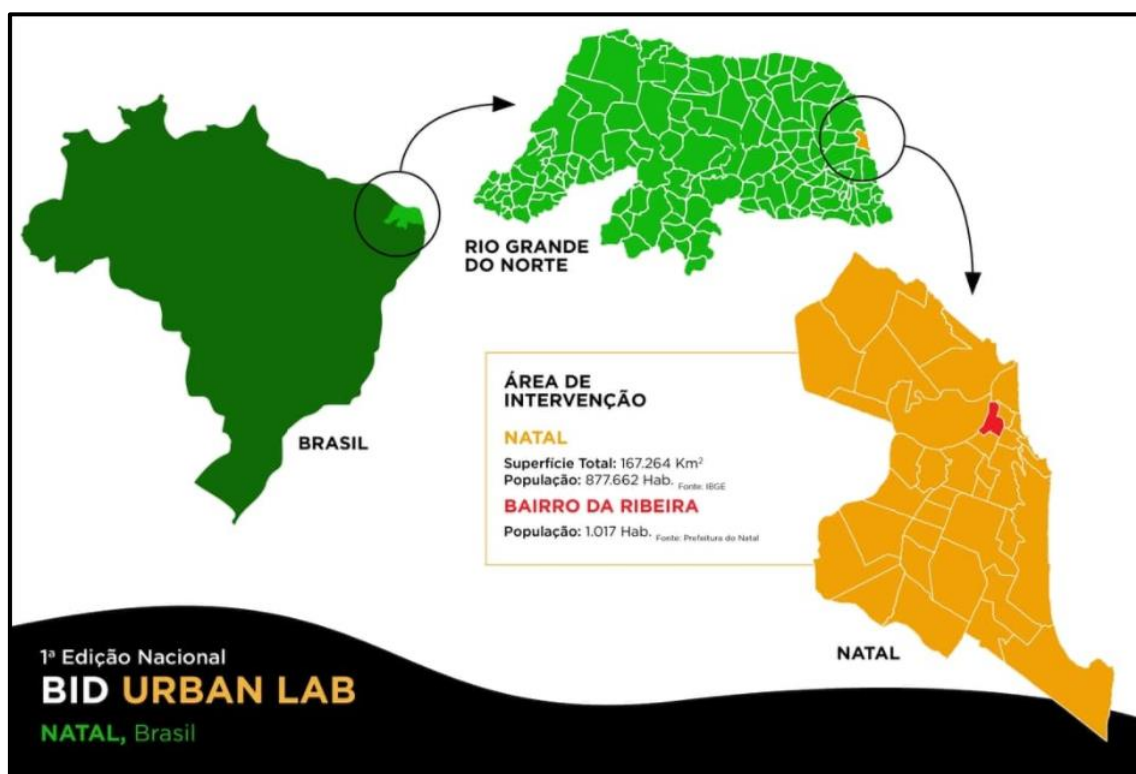 RIO GRANDE
DO NORTE
BRASIL
ÁREA DE
INTERVENÇÃO
NATAL
Superfície Total: 167.264 Km²
População: 877.662 Hab. Fonte: IBGE
BAIRRO DA RIBEIRA
População: 1.017 Hab. Fonte: Prefeitura do Natal
NATAL
1ª Edição Nacional
BID URBAN LAB
NATAL, Brasil